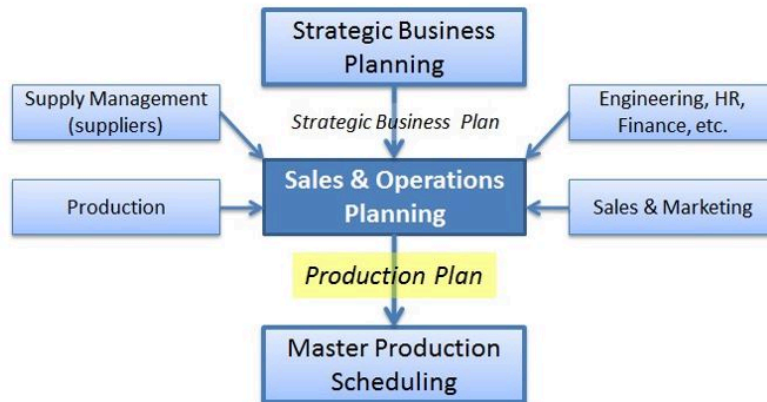 Strategic Business
Planning
Supply Management
(suppliers)
Strategic Business Plan
Engineering, HR,
Finance, etc.
Production
Sales & Operations
Planning
Sales & Marketing
Production Plan
Master Production
Scheduling